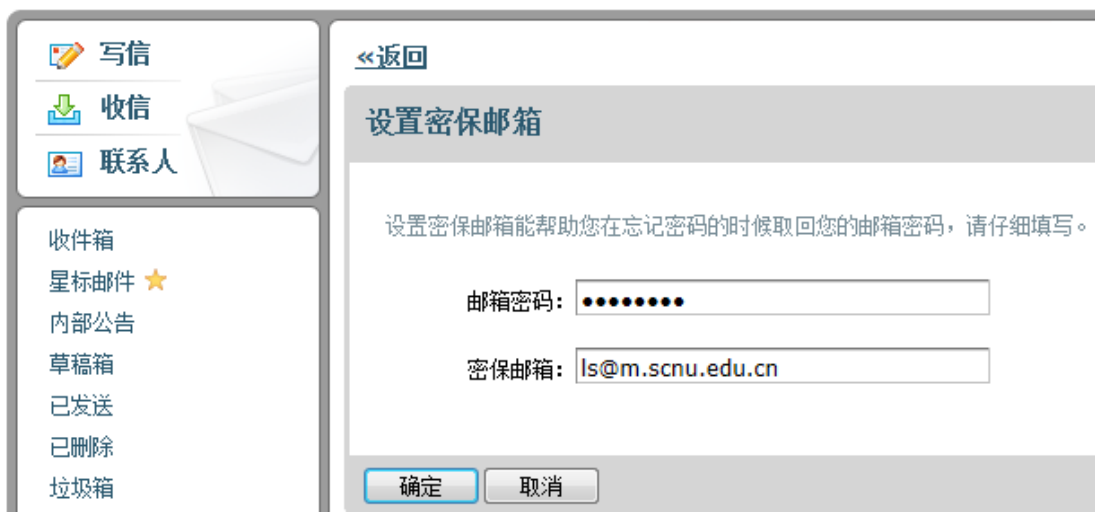 写信
收信
联系人
收件箱
星标邮件
内部公告
草稿箱
已发送
已删除
垃圾箱
«返回
设置密保邮箱
设置密保邮箱能帮助您在忘记密码的时候取回您的邮箱密码，请仔细填写。
邮箱密码：••••••••
密保邮箱：ls@m.scnu.edu.cn
确定 取消